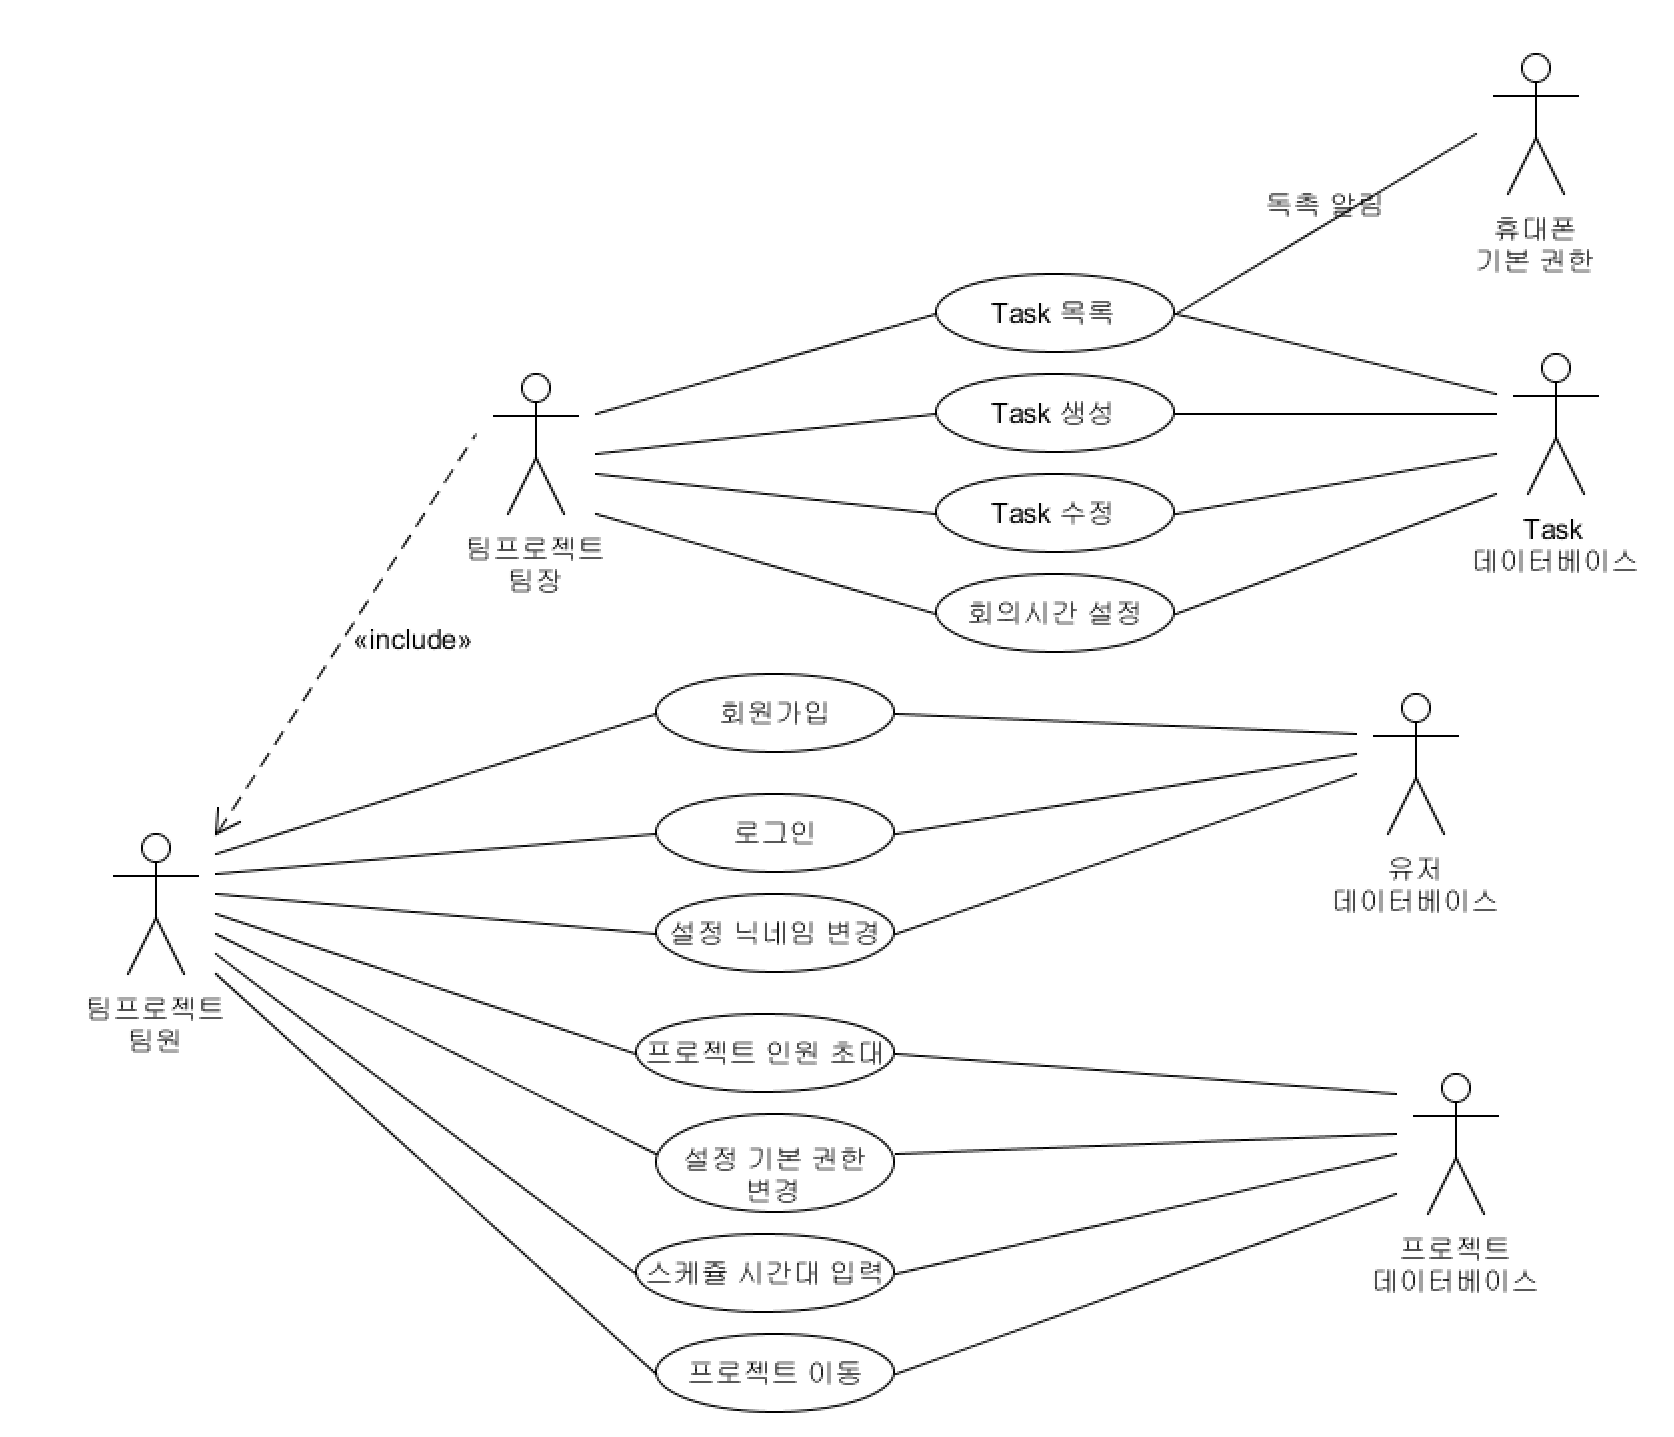 독촉 알림
휴대폰
기본 권한
Task 목록
Task 생성
Task 수정
회의시간 설정
Task
데이터베이스
팀프로젝트
팀장
«include»
회원가입
로그인
설정 닉네임 변경
유저
데이터베이스
팀프로젝트
팀원
프로젝트 인원 초대
설정 기본 권한
변경
스케쥴 시간대 입력
프로젝트 이동
프로젝트
데이터베이스